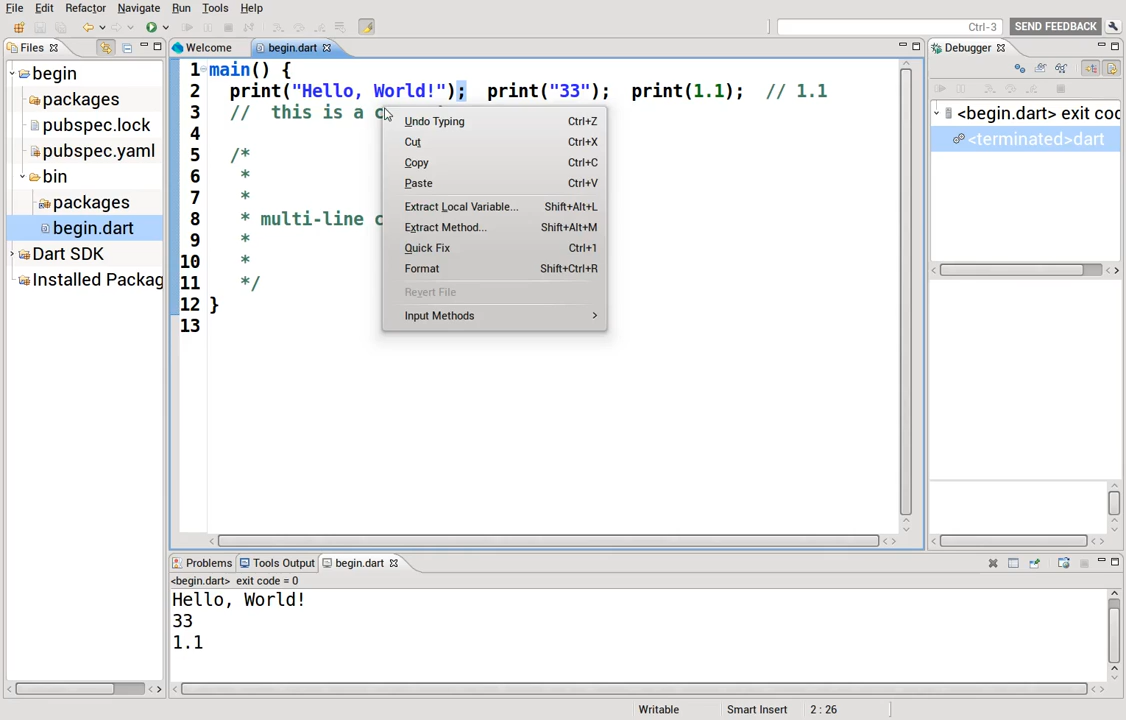 File Edit Refactor Navigate Run Tools Help
Ctrl-3 SEND FEEDBACK
Files Welcome begin.dart Debugger
begin
packages
pubspec.lock
pubspec.yaml
bin
packages
begin.dart
Dart SDK
Installed Packag
1 main() {
2 print("Hello, World!"); print("33"); print(1.1); // 1.1
3 // this is a c
4
5 /*
6 *
7 *
8 * multi-line c
9 *
10 *
11 */
12 }
13
Undo Typing Ctrl+Z
Cut Ctrl+X
Copy Ctrl+C
Paste Ctrl+V
Extract Local Variable... Shift+Alt+L
Extract Method... Shift+Alt+M
Quick Fix Ctrl+1
Format Shift+Ctrl+R
Revert File
Input Methods
<begin.dart> exit coc
<terminated>dart
Problems Tools Output begin.dart
<begin.dart> exit code = 0
Hello, World!
33
1.1
Writable Smart Insert 2 : 26